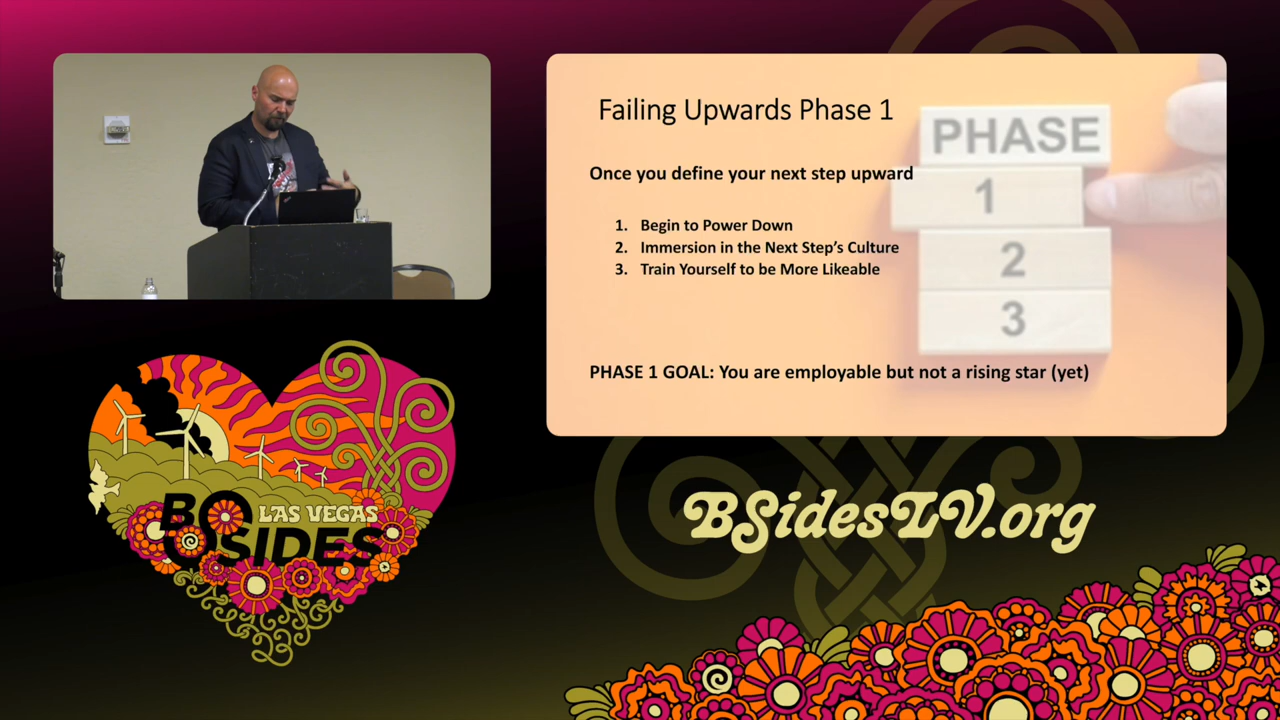 Failing Upwards Phase 1
PHASE
1
2
3
Once you define your next step upward
1. Begin to Power Down
2. Immersion in the Next Step's Culture
3. Train Yourself to be More Likeable
PHASE 1 GOAL: You are employable but not a rising star (yet)
LAS VEGAS
BSIDES
23
BSidesLV.org